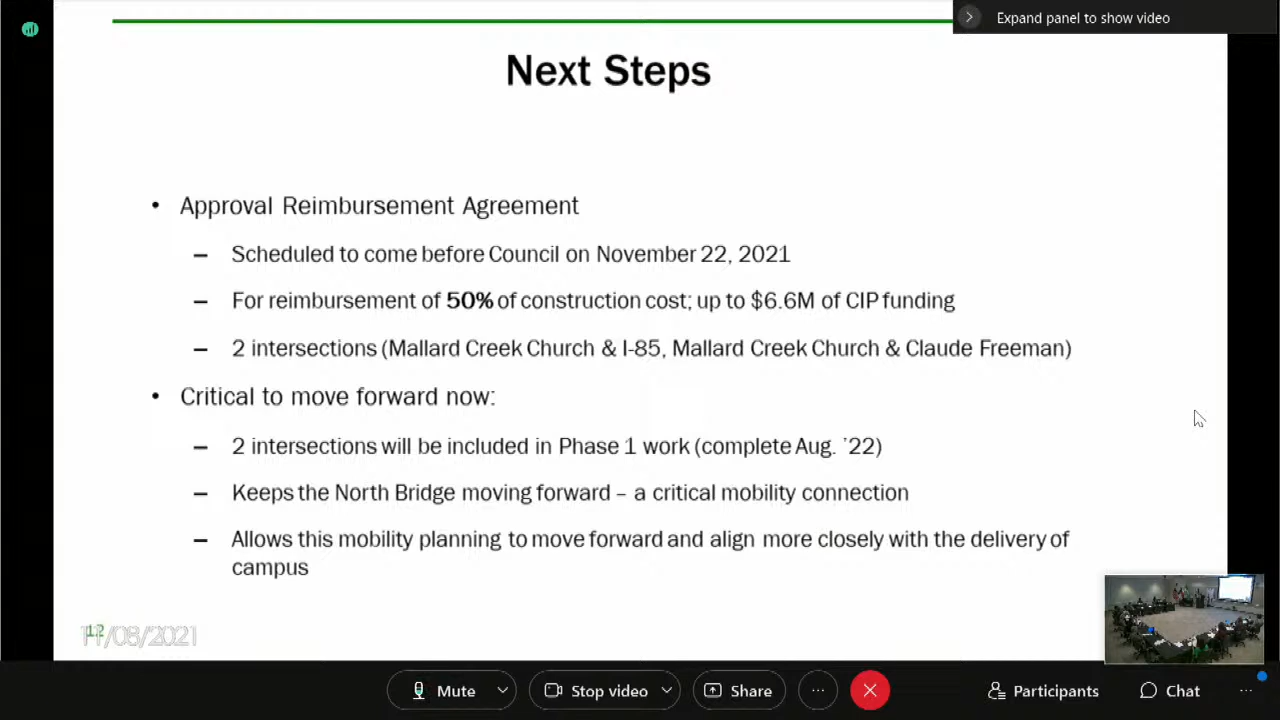 Expand panel to show video
Next Steps
• Approval Reimbursement Agreement
– Scheduled to come before Council on November 22, 2021
– For reimbursement of 50% of construction cost; up to $6.6M of CIP funding
– 2 intersections (Mallard Creek Church & I-85, Mallard Creek Church & Claude Freeman)
• Critical to move forward now:
– 2 intersections will be included in Phase 1 work (complete Aug. ’22)
– Keeps the North Bridge moving forward – a critical mobility connection
– Allows this mobility planning to move forward and align more closely with the delivery of
campus
12
11/08/2021
Mute
Stop video
Share
Participants
Chat